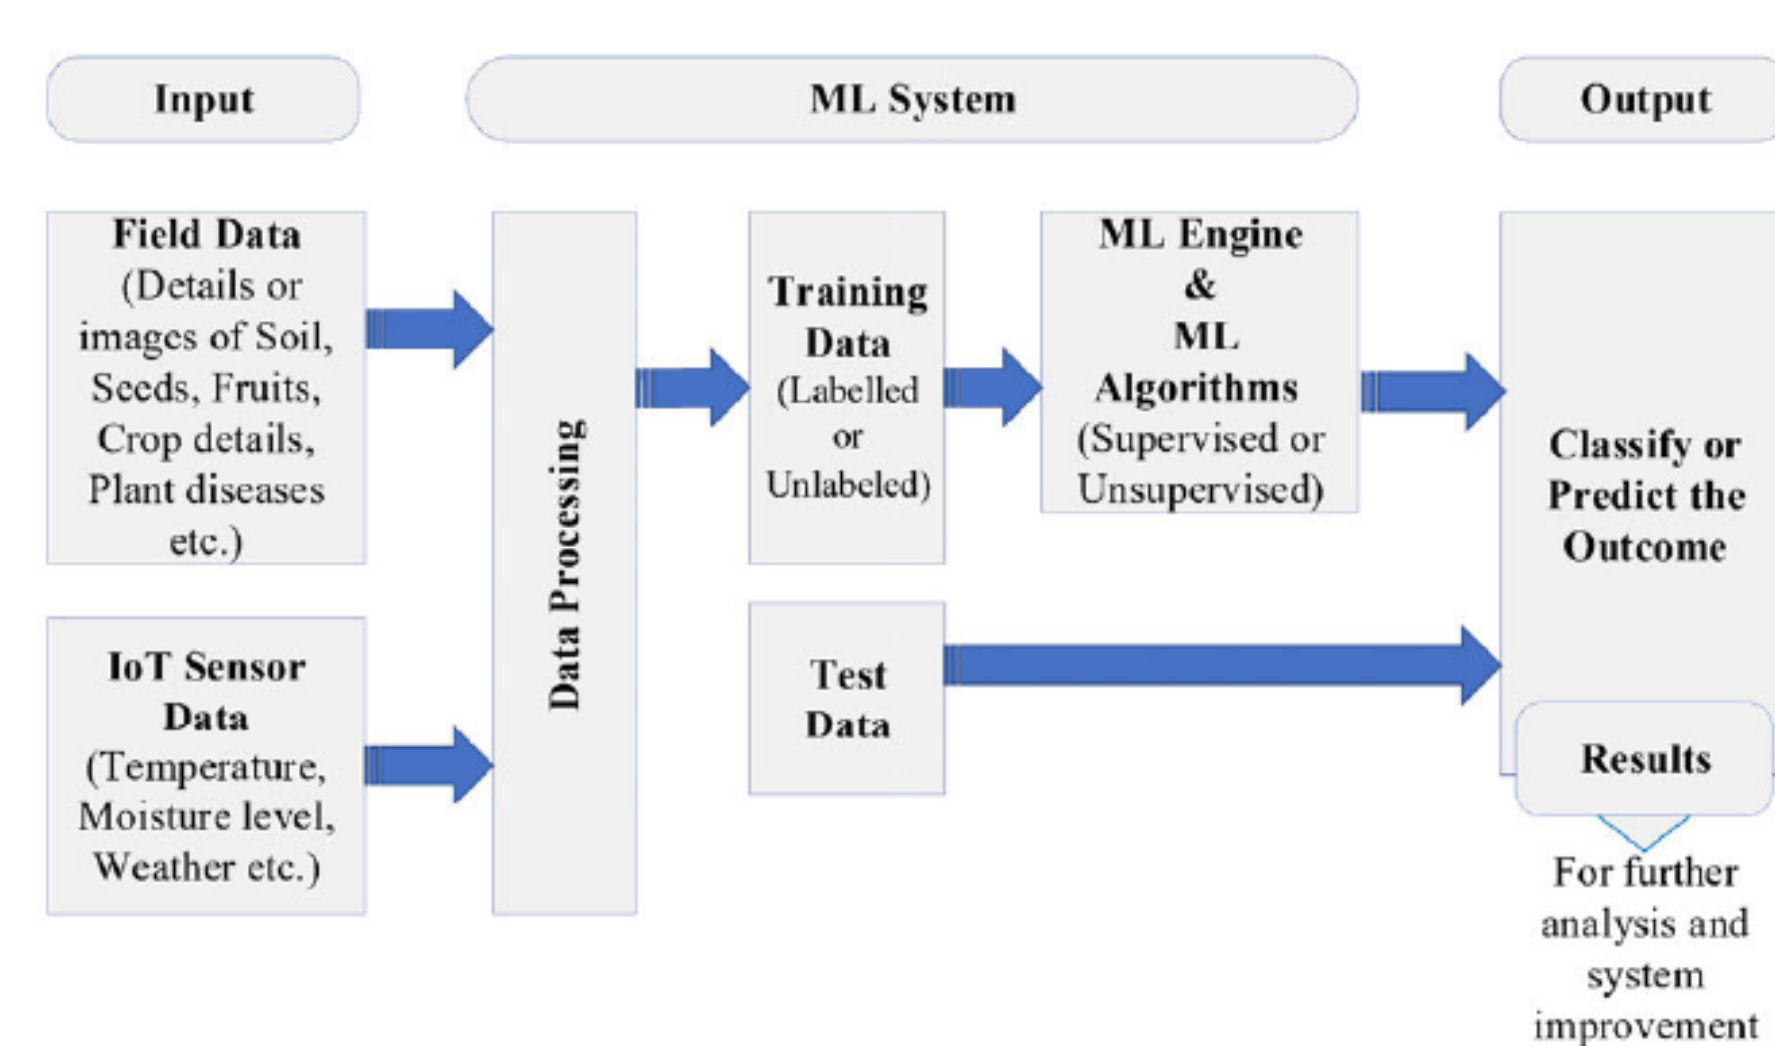 Input
ML System
Output
Field Data
(Details or
images of Soil,
Seeds, Fruits,
Crop details,
Plant diseases
etc.)
IoT Sensor
Data
(Temperature,
Moisture level,
Weather etc.)
Data Processing
Training
Data
(Labelled
or
Unlabeled)
Test
Data
ML Engine
&
ML
Algorithms
(Supervised or
Unsupervised)
Classify or
Predict the
Outcome
Results
For further
analysis and
system
improvement